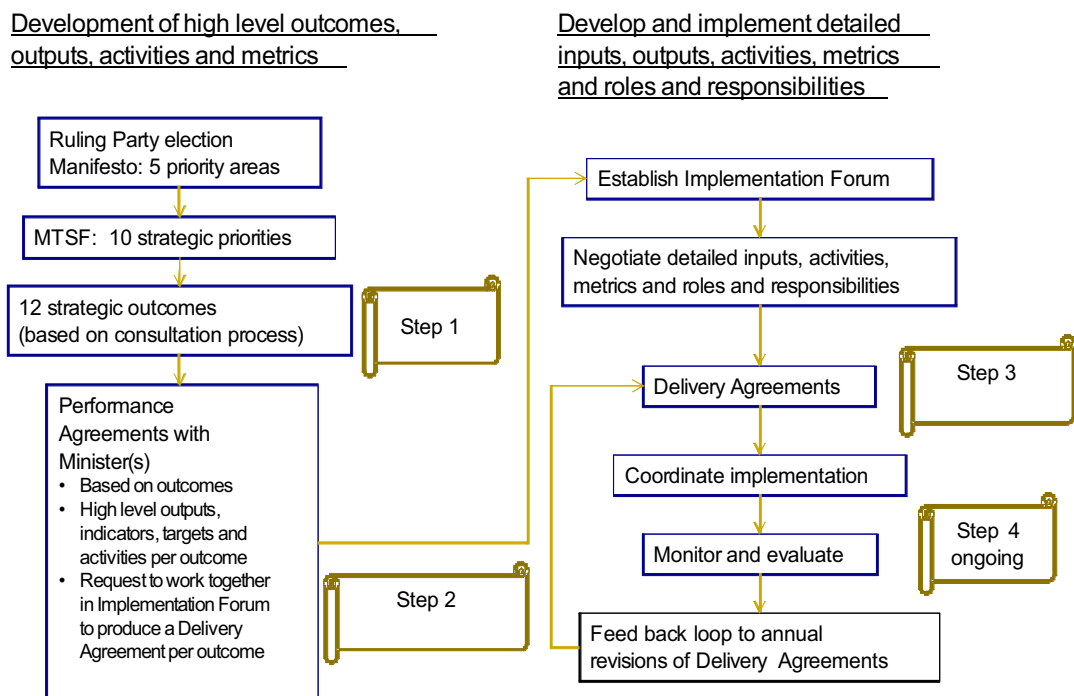 Development of high level outcomes,
outputs, activities and metrics
Ruling Party election
Manifesto: 5 priority areas
MTSF: 10 strategic priorities
12 strategic outcomes
(based on consultation process)
Step 1
Performance
Agreements with
Minister(s)
• Based on outcomes
• High level outputs,
indicators, targets and
activities per outcome
• Request to work together
in Implementation Forum
to produce a Delivery
Agreement per outcome
Step 2
Develop and implement detailed
inputs, outputs, activities, metrics
and roles and responsibilities
Establish Implementation Forum
Negotiate detailed inputs, activities,
metrics and roles and responsibilities
Delivery Agreements
Step 3
Coordinate implementation
Monitor and evaluate
Step 4
ongoing
Feed back loop to annual
revisions of Delivery Agreements